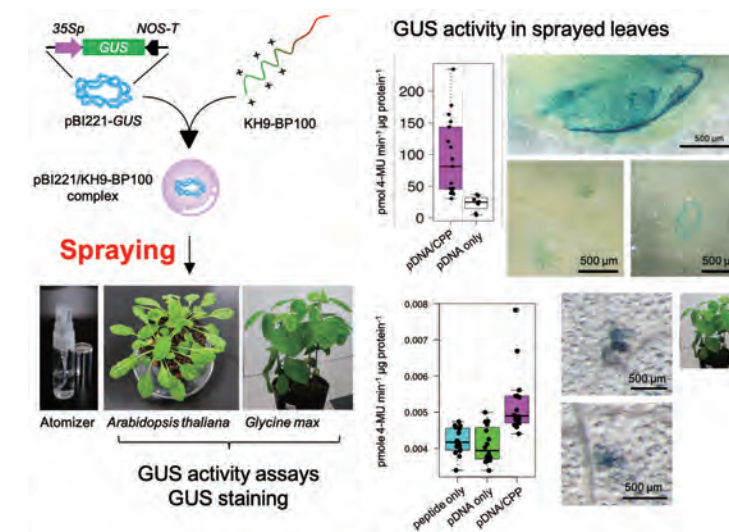 35Sp
NOS-T
GUS
pBI221-GUS
KH9-BP100
pBI221/KH9-BP100
complex
Spraying
Atomizer
Arabidopsis thaliana
Glycine max
GUS activity assays
GUS staining
GUS activity in sprayed leaves
pmol 4-MU min⁻¹ µg protein⁻¹
200
150
100
50
0
pDNA/CPP
pDNA only
500 µm
500 µm
500 µm
pmole 4-MU min⁻¹ µg protein⁻¹
0.008
0.007
0.006
0.005
0.004
peptide only
pDNA only
pDNA/CPP
500 µm
500 µm